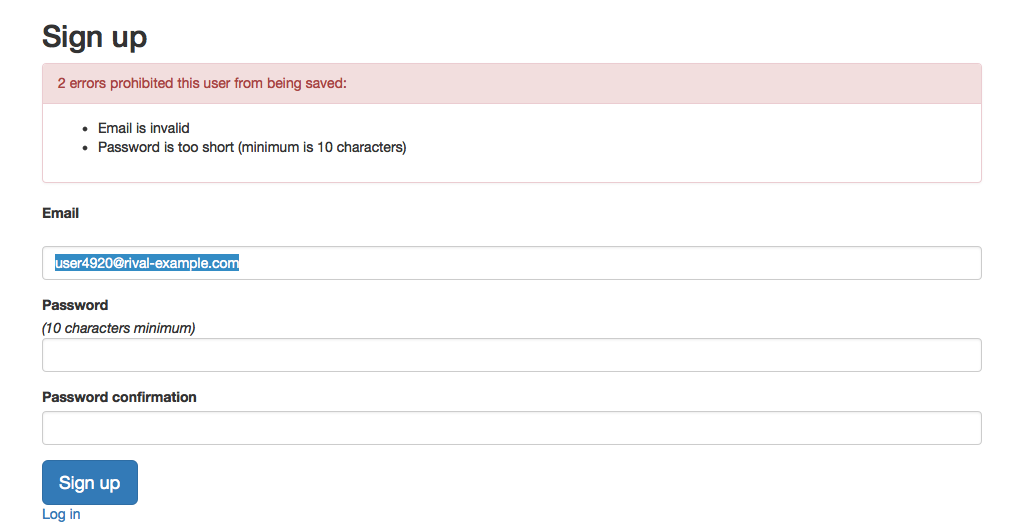 Sign up
2 errors prohibited this user from being saved:
Email is invalid
Password is too short (minimum is 10 characters)
Email
user4920@rival-example.com
Password
(10 characters minimum)
Password confirmation
Sign up
Log in